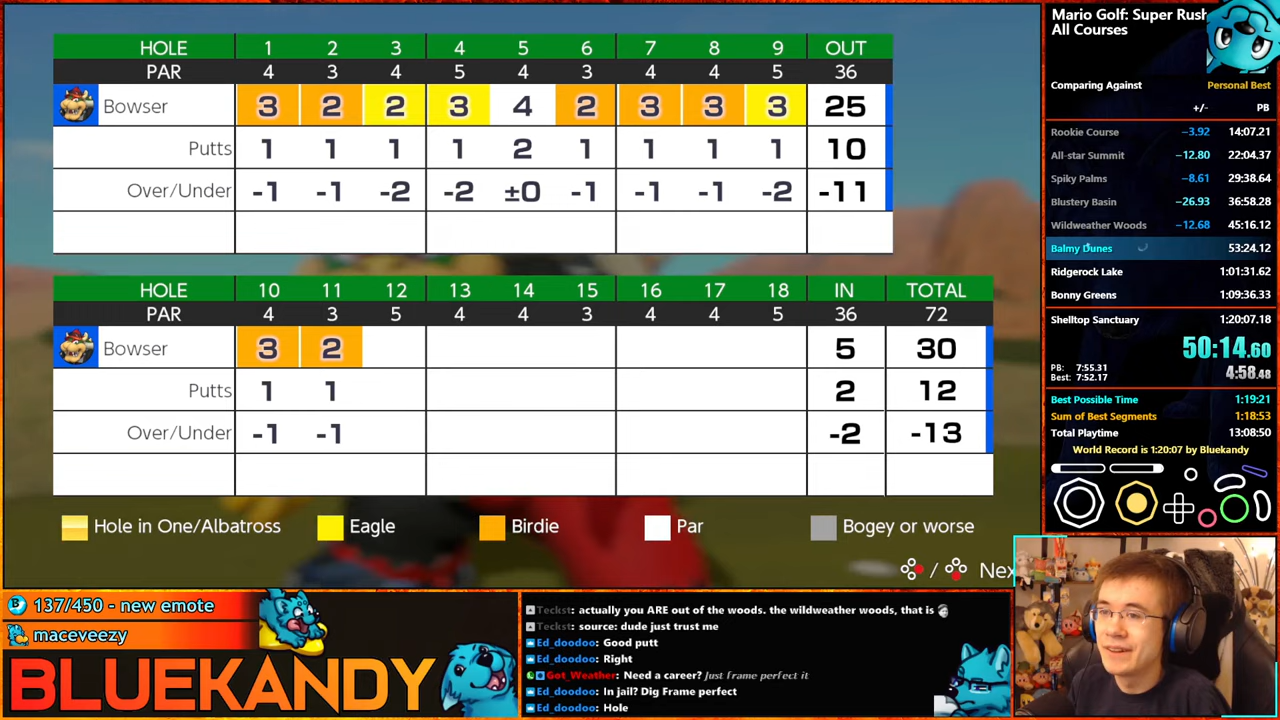 HOLE 1 2 3 4 5 6 7 8 9 OUT
PAR 4 3 4 5 4 3 4 4 5 36
Bowser 3 2 2 3 4 2 3 3 3 25
Putts 1 1 1 1 2 1 1 1 1 10
Over/Under -1 -1 -2 -2 ±0 -1 -1 -1 -2 -11
HOLE 10 11 12 13 14 15 16 17 18 IN TOTAL
PAR 4 3 5 4 4 3 4 4 5 36 72
Bowser 3 2 5 30
Putts 1 1 2 12
Over/Under -1 -1 -2 -13
Hole in One/Albatross Eagle Birdie Par Bogey or worse
/ Nex
Mario Golf: Super Rush
All Courses
Comparing Against Personal Best
+/- PB
Rookie Course −3.92 14:07.21
All-star Summit −12.80 22:04.37
Spiky Palms −8.61 29:38.64
Blustery Basin −26.93 36:58.28
Wildweather Woods −12.68 45:16.12
Balmy Dunes 53:24.12
Ridgerock Lake 1:01:31.62
Bonny Greens 1:09:36.33
Shelltop Sanctuary 1:20:07.18
50:14.60
PB: 7:55.31
Best: 7:52.17
4:58.48
Best Possible Time 1:19:21
Sum of Best Segments 1:18:53
Total Playtime 13:08:50
World Record is 1:20:07 by Bluekandy
137/450 - new emote
maceveezy
BLUEKANDY
Teckst: actually you ARE out of the woods. the wildweather woods, that is
Teckst: source: dude just trust me
Ed_doodoo: Good putt
Ed_doodoo: Right
Got_Weather: Need a career? Just frame perfect it
Ed_doodoo: In jail? Dig Frame perfect
Ed_doodoo: Hole